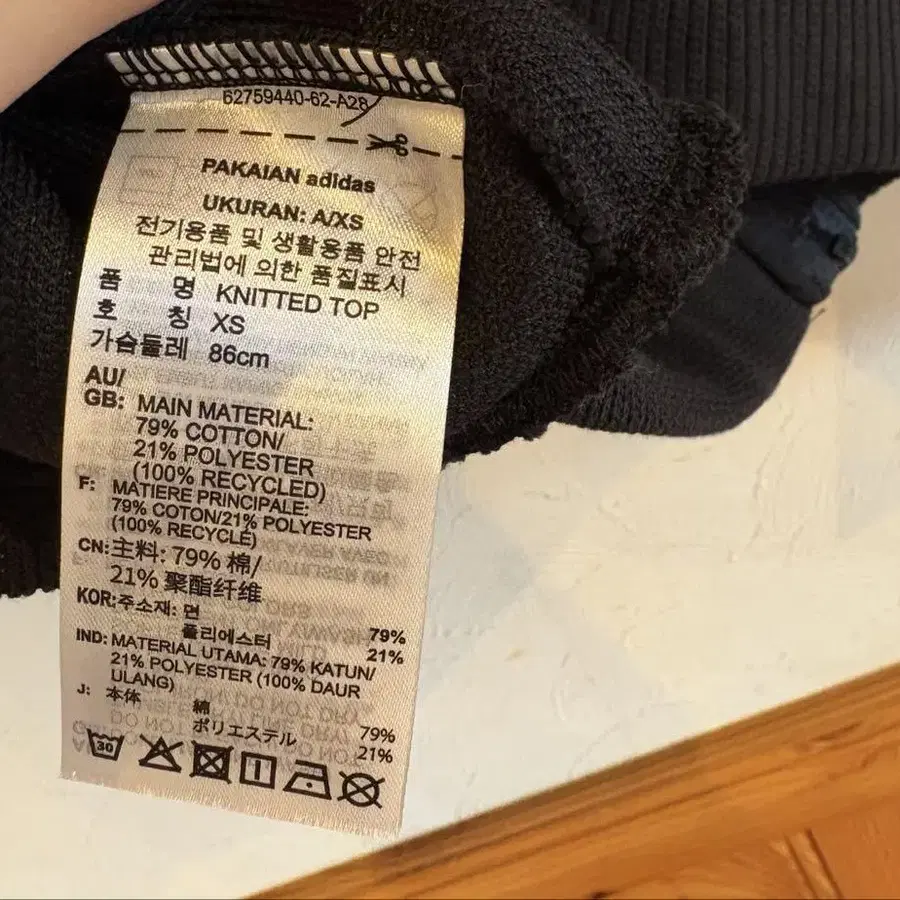 62759440-62-A28
PAKAIAN adidas
UKURAN: A/XS
전기용품 및 생활용품 안전
관리법에 의한 품질표시
품 명 KNITTED TOP
호 칭 XS
가슴둘레 86cm
AU/
GB: MAIN MATERIAL:
79% COTTON/
21% POLYESTER
(100% RECYCLED)
F: MATIERE PRINCIPALE:
79% COTON/21% POLYESTER
(100% RECYCLÉ)
CN: 主料: 79% 棉/
21% 聚酯纤维
KOR: 주소재: 면 79%
폴리에스터 21%
IND: MATERIAL UTAMA: 79% KATUN/
21% POLYESTER (100% DAUR
ULANG)
J: 本体 綿 79%
ポリエステル 21%
30